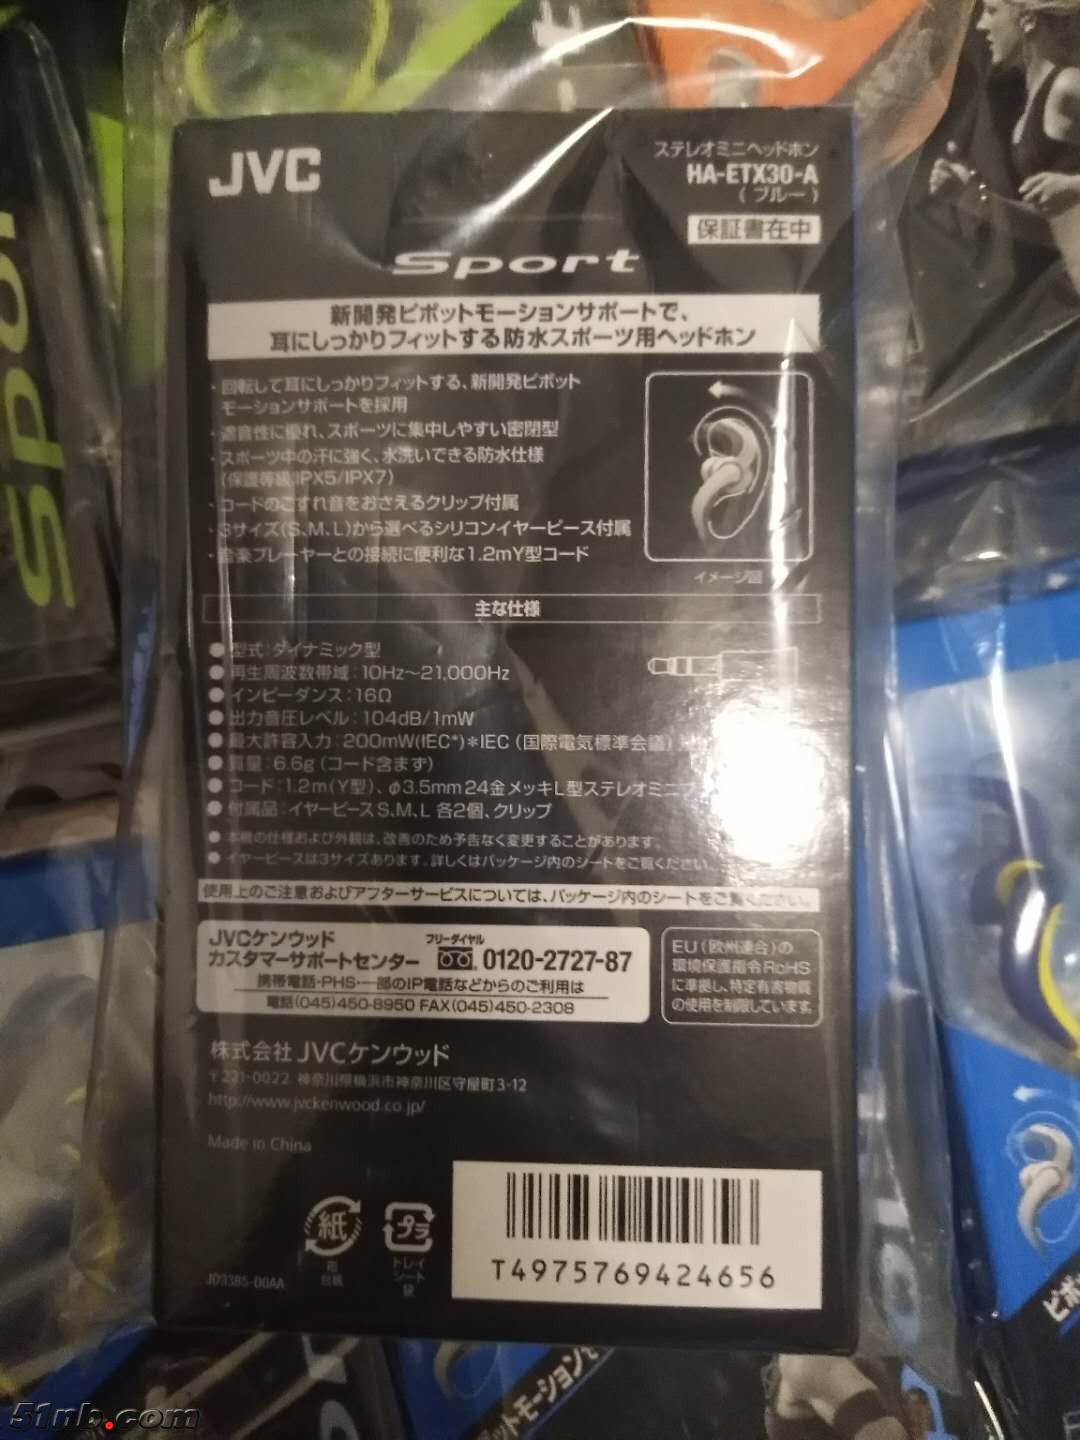 JVC
ステレオミニヘッドホン
HA-ETX30-A
(ブルー)
保証書在中
Sport
新開発ピボットモーションサポートで、
耳にしっかりフィットする防水スポーツ用ヘッドホン
・回転して耳にしっかりフィットする、新開発ピボット
モーションサポートを採用
・遮音性に優れ、スポーツに集中しやすい密閉型
・スポーツ中の汗に強く、水洗いできる防水仕様
(保護等級:IPX5/IPX7)
・コードのこすれ音をおさえるクリップ付属
・3サイズ(S、M、L)から選べるシリコンイヤーピース付属
・音楽プレーヤーとの接続に便利な1.2mY型コード
イメージ図
主な仕様
●型式:ダイナミック型
●再生周波数帯域:10Hz～21,000Hz
●インピーダンス:16Ω
●出力音圧レベル:104dB/1mW
●最大許容入力:200mW(IEC*)*IEC(国際電気標準会議)
●質量:6.6g(コード含まず)
●コード:1.2m(Y型)、φ3.5mm 24金メッキL型ステレオミニプ
●付属品:イヤーピースS、M、L 各2個、クリップ
●本機の仕様および外観は、改善のため予告なく変更することがあります。
●イヤーピースは3サイズあります。詳しくはパッケージ内のシートをご覧ください。
使用上のご注意およびアフターサービスについては、パッケージ内のシートをご覧ください。
JVCケンウッド
カスタマーサポートセンター
フリーダイヤル
0120-2727-87
携帯電話・PHS・一部のIP電話などからのご利用は
電話(045)450-8950 FAX(045)450-2308
EU(欧州連合)の
環境保護指令RoHS
に準拠し、特定有害物質
の使用を制限しています。
株式会社 JVCケンウッド
〒221-0022 神奈川県横浜市神奈川区守屋町3-12
http://www.jvckenwood.co.jp/
Made in China
紙
プラ
トレイ
シート
袋
J03385-D0AA
T4975769424656
Sport
51nb.com